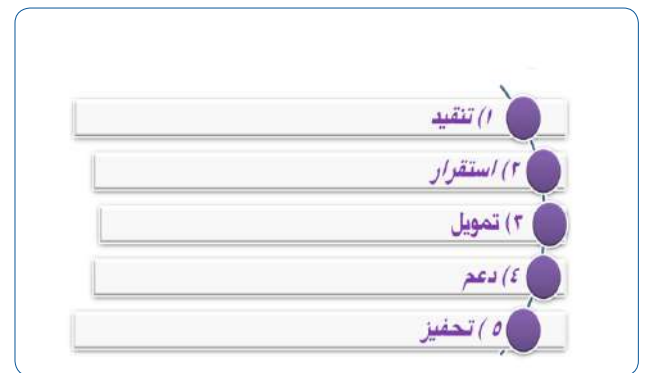 ١) تنقيد
٢) استقرار
٣) تمويل
٤) دعم
٥ ) تحفيز